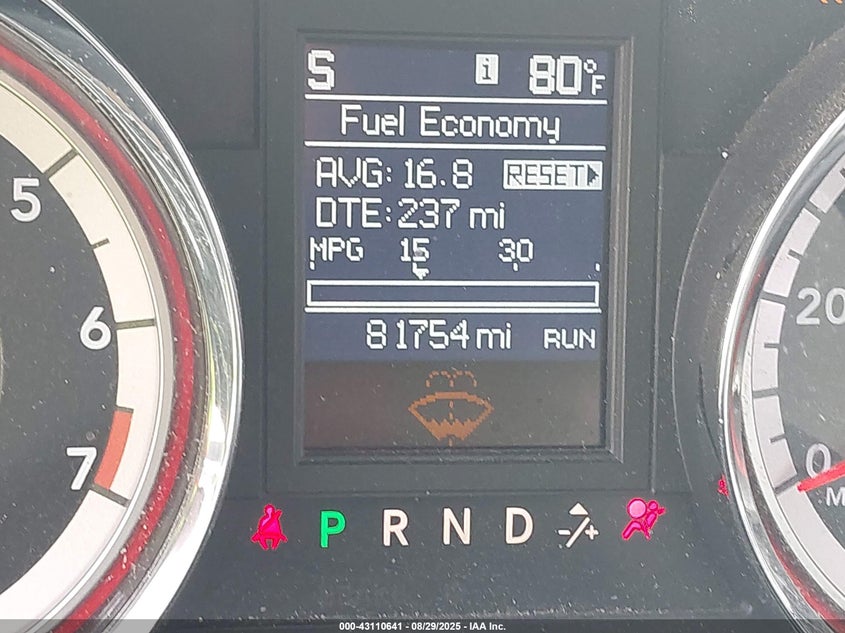 S i 80°F
Fuel Economy
AVG: 16.8 RESET
DTE: 237 mi
MPG 15 30
81754 mi RUN
5
6
7
20
0
M
P R N D -/+
000-43110641 - 08/29/2025 - IAA Inc.